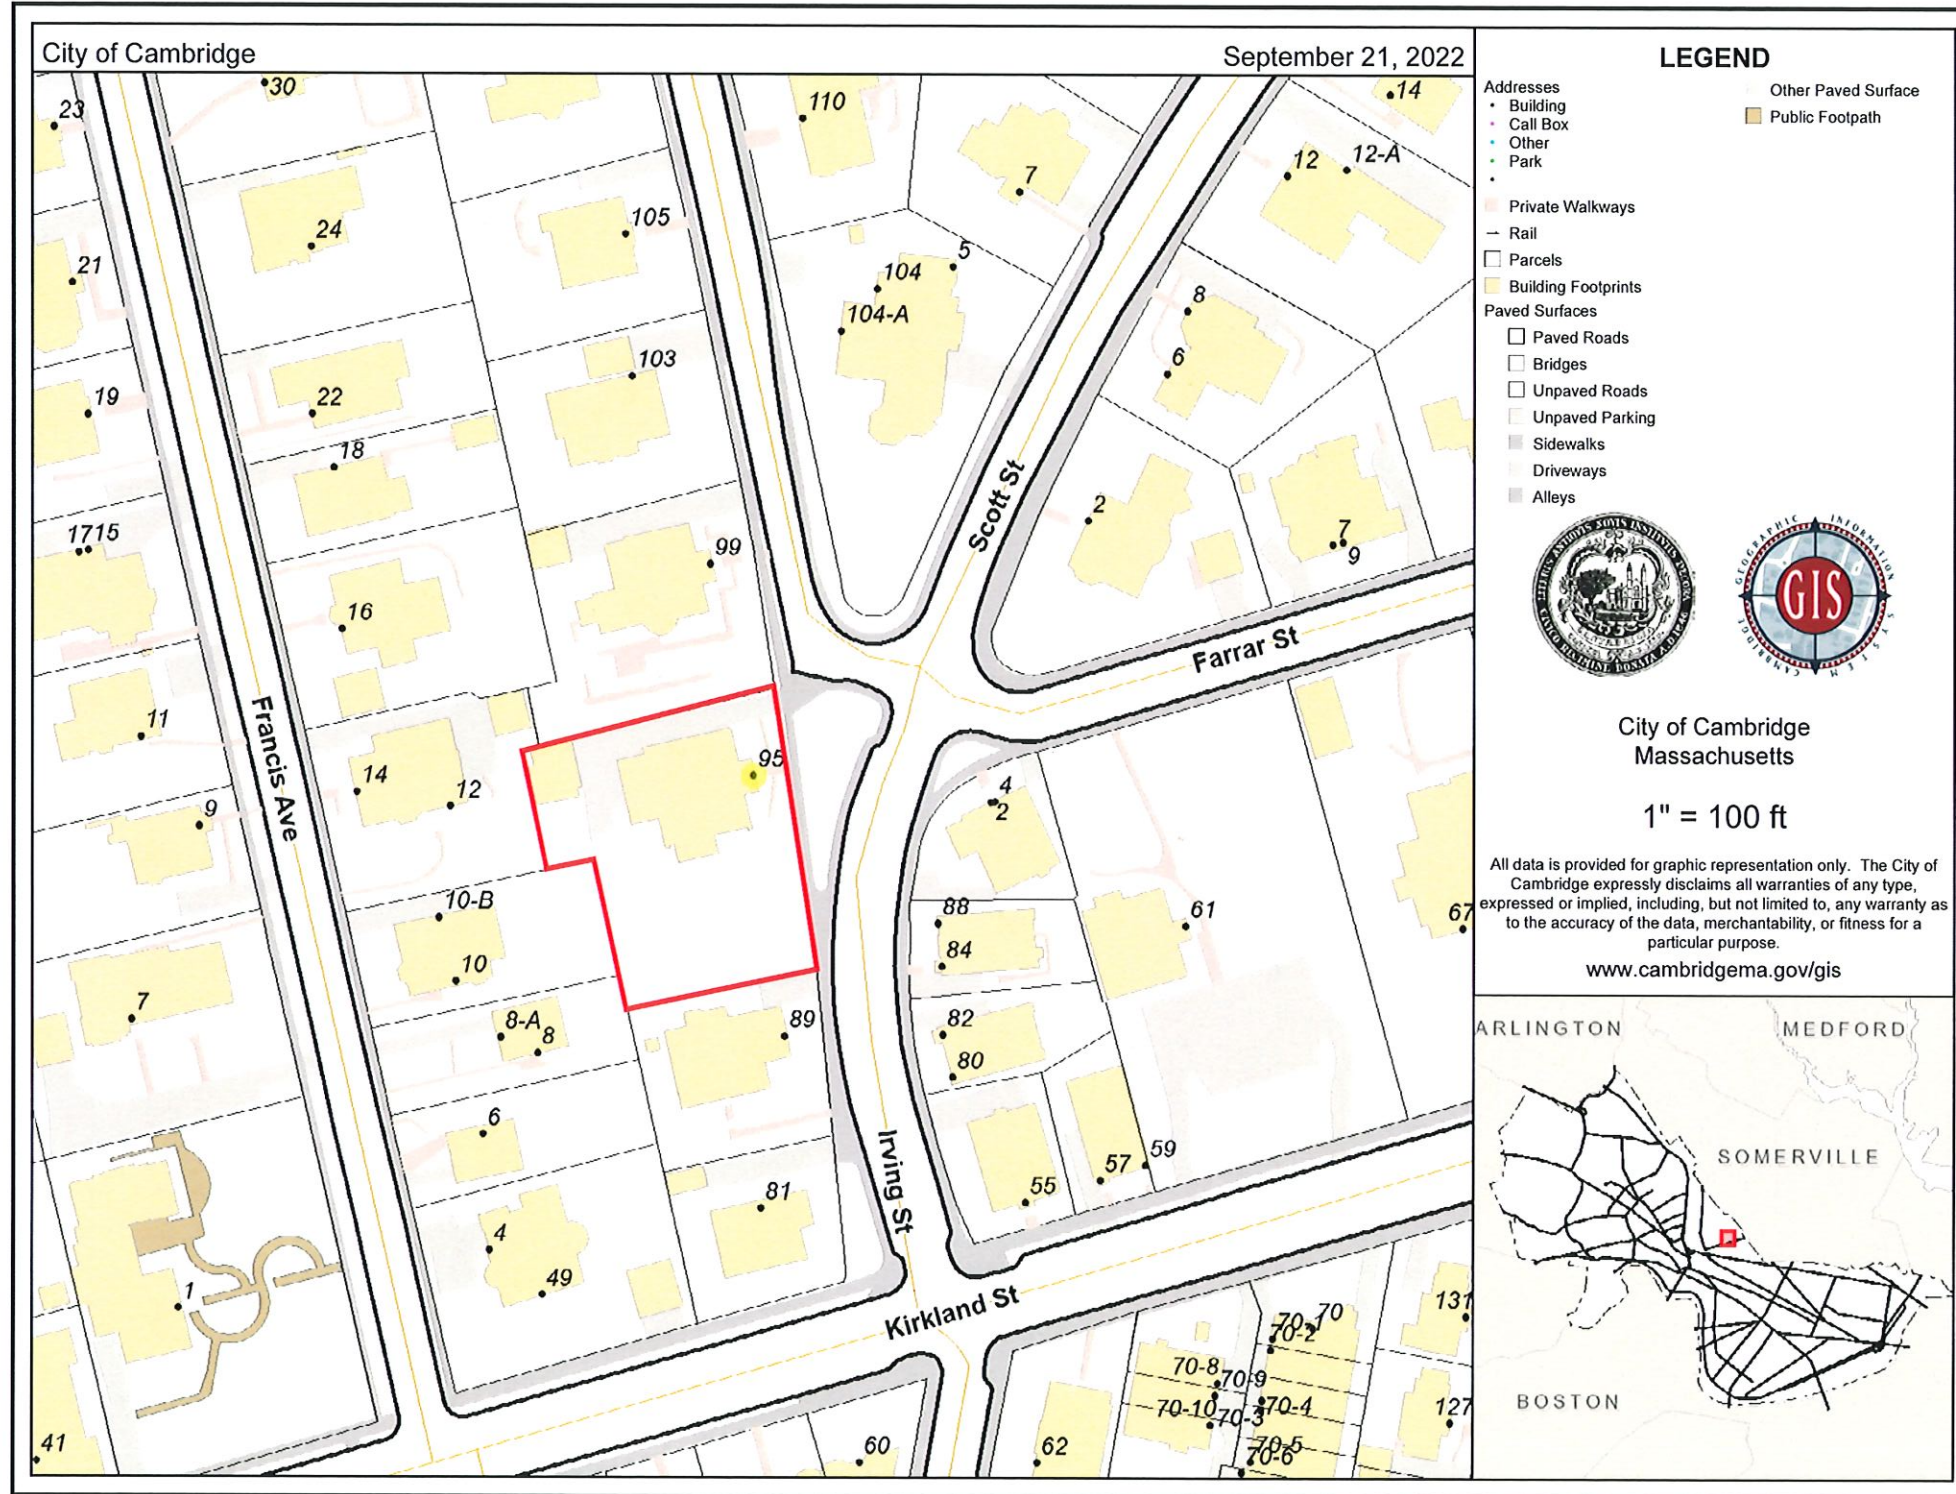 City of Cambridge
September 21, 2022
30
23
110
14
7
12
12-A
24
105
5
21
104
104-A
8
103
6
22
19
18
Scott St
2
1715
99
7
9
16
Farrar St
11
Francis Ave
95
14
12
4
2
9
10-B
88
61
67
84
10
7
8-A
8
89
82
80
6
59
57
Irving St
55
81
4
49
1
Kirkland St
131
70-1
70
70-2
70-8
70-9
70-10
70-3
70-4
127
41
60
62
70-5
70-6
LEGEND
Addresses
Building
Call Box
Other
Park
Private Walkways
Rail
Parcels
Building Footprints
Paved Surfaces
Paved Roads
Bridges
Unpaved Roads
Unpaved Parking
Sidewalks
Driveways
Alleys
Other Paved Surface
Public Footpath
GEOGRAPHIC INFORMATION SYSTEM
CAMBRIDGE
GIS
City of Cambridge
Massachusetts
1" = 100 ft
All data is provided for graphic representation only. The City of
Cambridge expressly disclaims all warranties of any type,
expressed or implied, including, but not limited to, any warranty as
to the accuracy of the data, merchantability, or fitness for a
particular purpose.
www.cambridgema.gov/gis
ARLINGTON
MEDFORD
SOMERVILLE
BOSTON